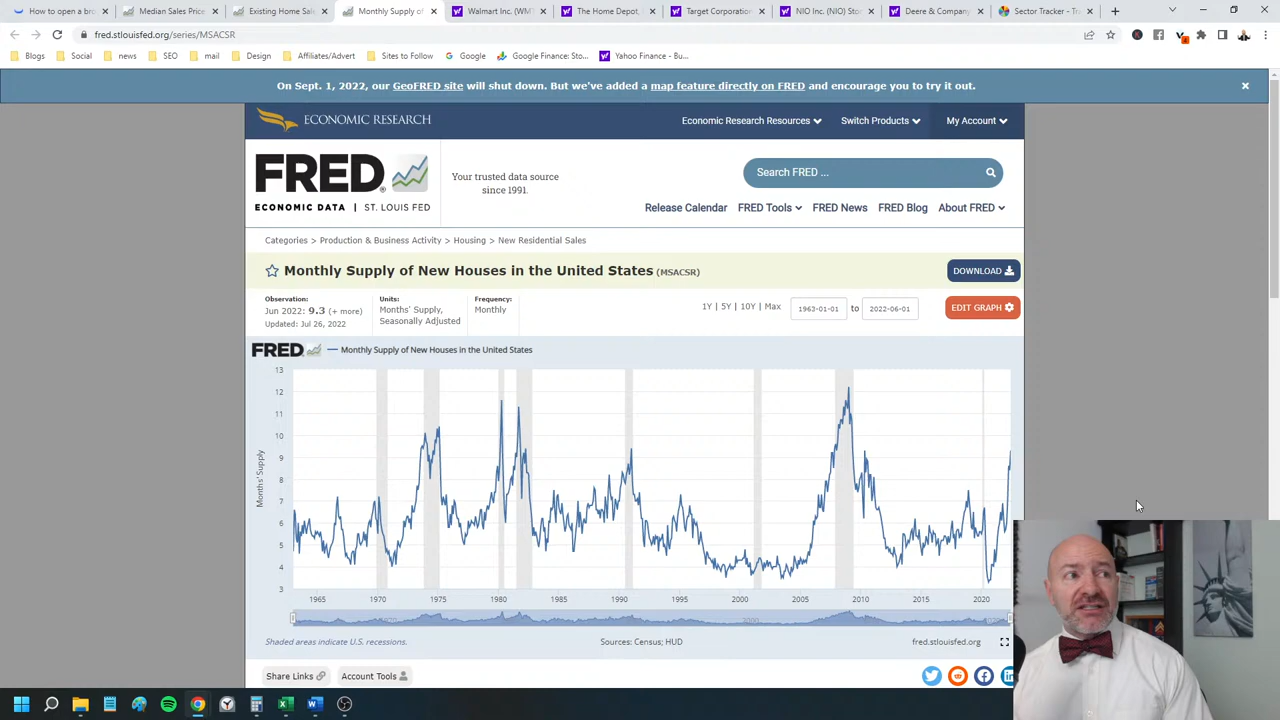 How to open a bro
Median Sales Price
Existing Home Sal
Monthly Supply of
Walmart Inc. (WMT
The Home Depot,
Target Corporation
NIO Inc. (NIO) Sto
Deere & Company
Sector Tracker - Tr
fred.stlouisfed.org/series/MSACSR
Blogs
Social
news
SEO
mail
Design
Affiliates/Advert
Sites to Follow
Google
Google Finance: Sto...
Yahoo Finance - Bu...
On Sept. 1, 2022, our GeoFRED site will shut down. But we've added a map feature directly on FRED and encourage you to try it out.
ECONOMIC RESEARCH
Economic Research Resources
Switch Products
My Account
FRED
ECONOMIC DATA | ST. LOUIS FED
Your trusted data source
since 1991.
Search FRED ...
Release Calendar
FRED Tools
FRED News
FRED Blog
About FRED
Categories > Production & Business Activity > Housing > New Residential Sales
Monthly Supply of New Houses in the United States (MSACSR)
DOWNLOAD
Observation:
Jun 2022: 9.3 (+ more)
Updated: Jul 26, 2022
Units:
Months' Supply,
Seasonally Adjusted
Frequency:
Monthly
1Y | 5Y | 10Y | Max
1963-01-01 to 2022-06-01
EDIT GRAPH
FRED
Monthly Supply of New Houses in the United States
Months' Supply
13
12
11
10
9
8
7
6
5
4
3
1965
1970
1975
1980
1985
1990
1995
2000
2005
2010
2015
2020
Shaded areas indicate U.S. recessions.
Sources: Census; HUD
fred.stlouisfed.org
Share Links
Account Tools